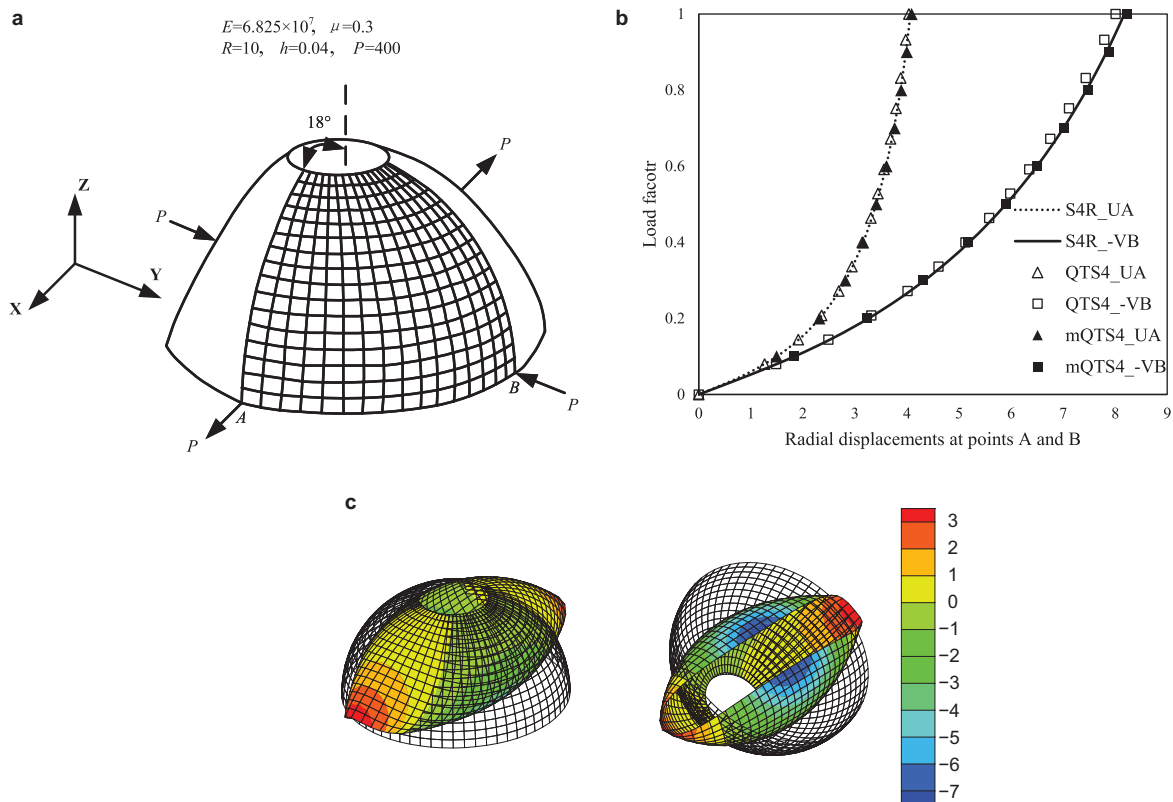 a
E=6.825×10⁷, μ=0.3
R=10, h=0.04, P=400
18°
P
P
Z
Y
X
A
B
P
P
b
Load facotr
1
0.8
0.6
0.4
0.2
0
0 1 2 3 4 5 6 7 8 9
Radial displacements at points A and B
S4R_UA
S4R_-VB
QTS4_UA
QTS4_-VB
mQTS4_UA
mQTS4_-VB
c
3
2
1
0
−1
−2
−3
−4
−5
−6
−7